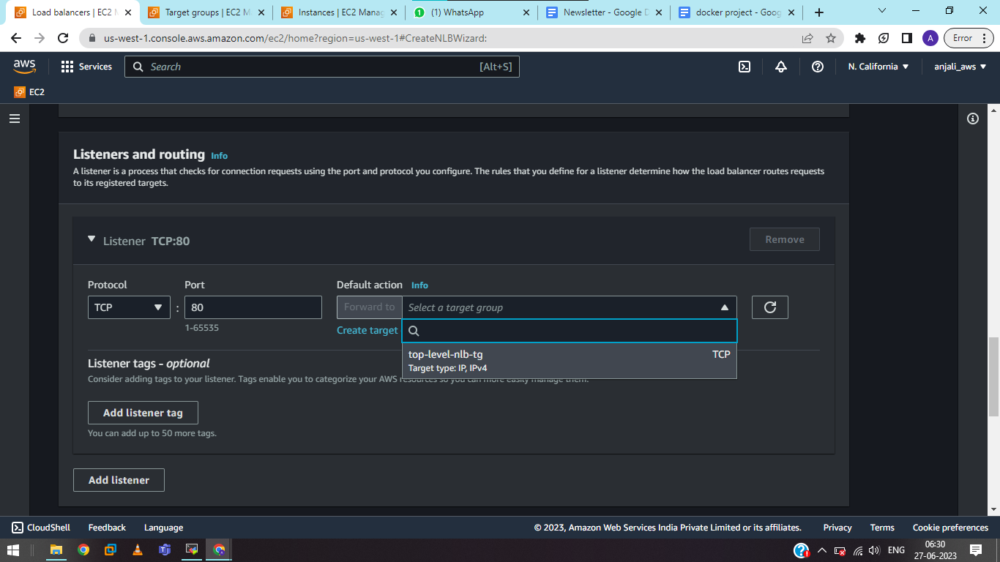 Load balancers | EC2 M
Target groups | EC2 M
Instances | EC2 Manag
(1) WhatsApp
Newsletter - Google D
docker project - Goog
us-west-1.console.aws.amazon.com/ec2/home?region=us-west-1#CreateNLBWizard:
A
Error
aws
Services
Search
[Alt+S]
N. California
anjali_aws
EC2
Listeners and routing Info
A listener is a process that checks for connection requests using the port and protocol you configure. The rules that you define for a listener determine how the load balancer routes requests
to its registered targets.
Listener TCP:80
Remove
Protocol
Port
Default action Info
TCP
:
80
Forward to
Select a target group
1-65535
Create target
top-level-nlb-tg
TCP
Target type: IP, IPv4
Listener tags - optional
Consider adding tags to your listener. Tags enable you to categorize your AWS resources so you can more easily manage them.
Add listener tag
You can add up to 50 more tags.
Add listener
CloudShell
Feedback
Language
© 2023, Amazon Web Services India Private Limited or its affiliates.
Privacy
Terms
Cookie preferences
ENG
06:30
27-06-2023